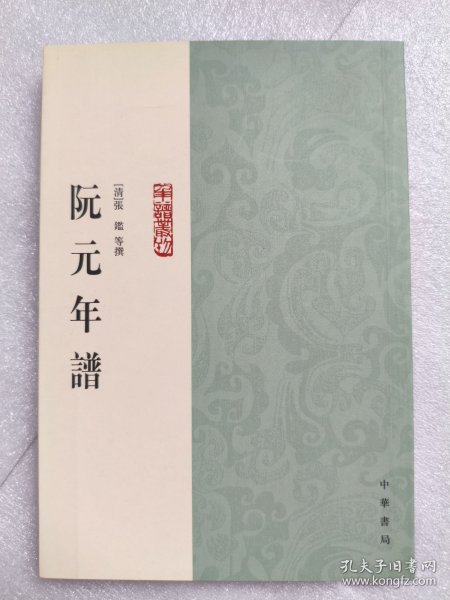 阮元年譜
[清]張鑑等撰
年譜叢刊
中華書局
孔夫子旧书网
www.kongfz.com